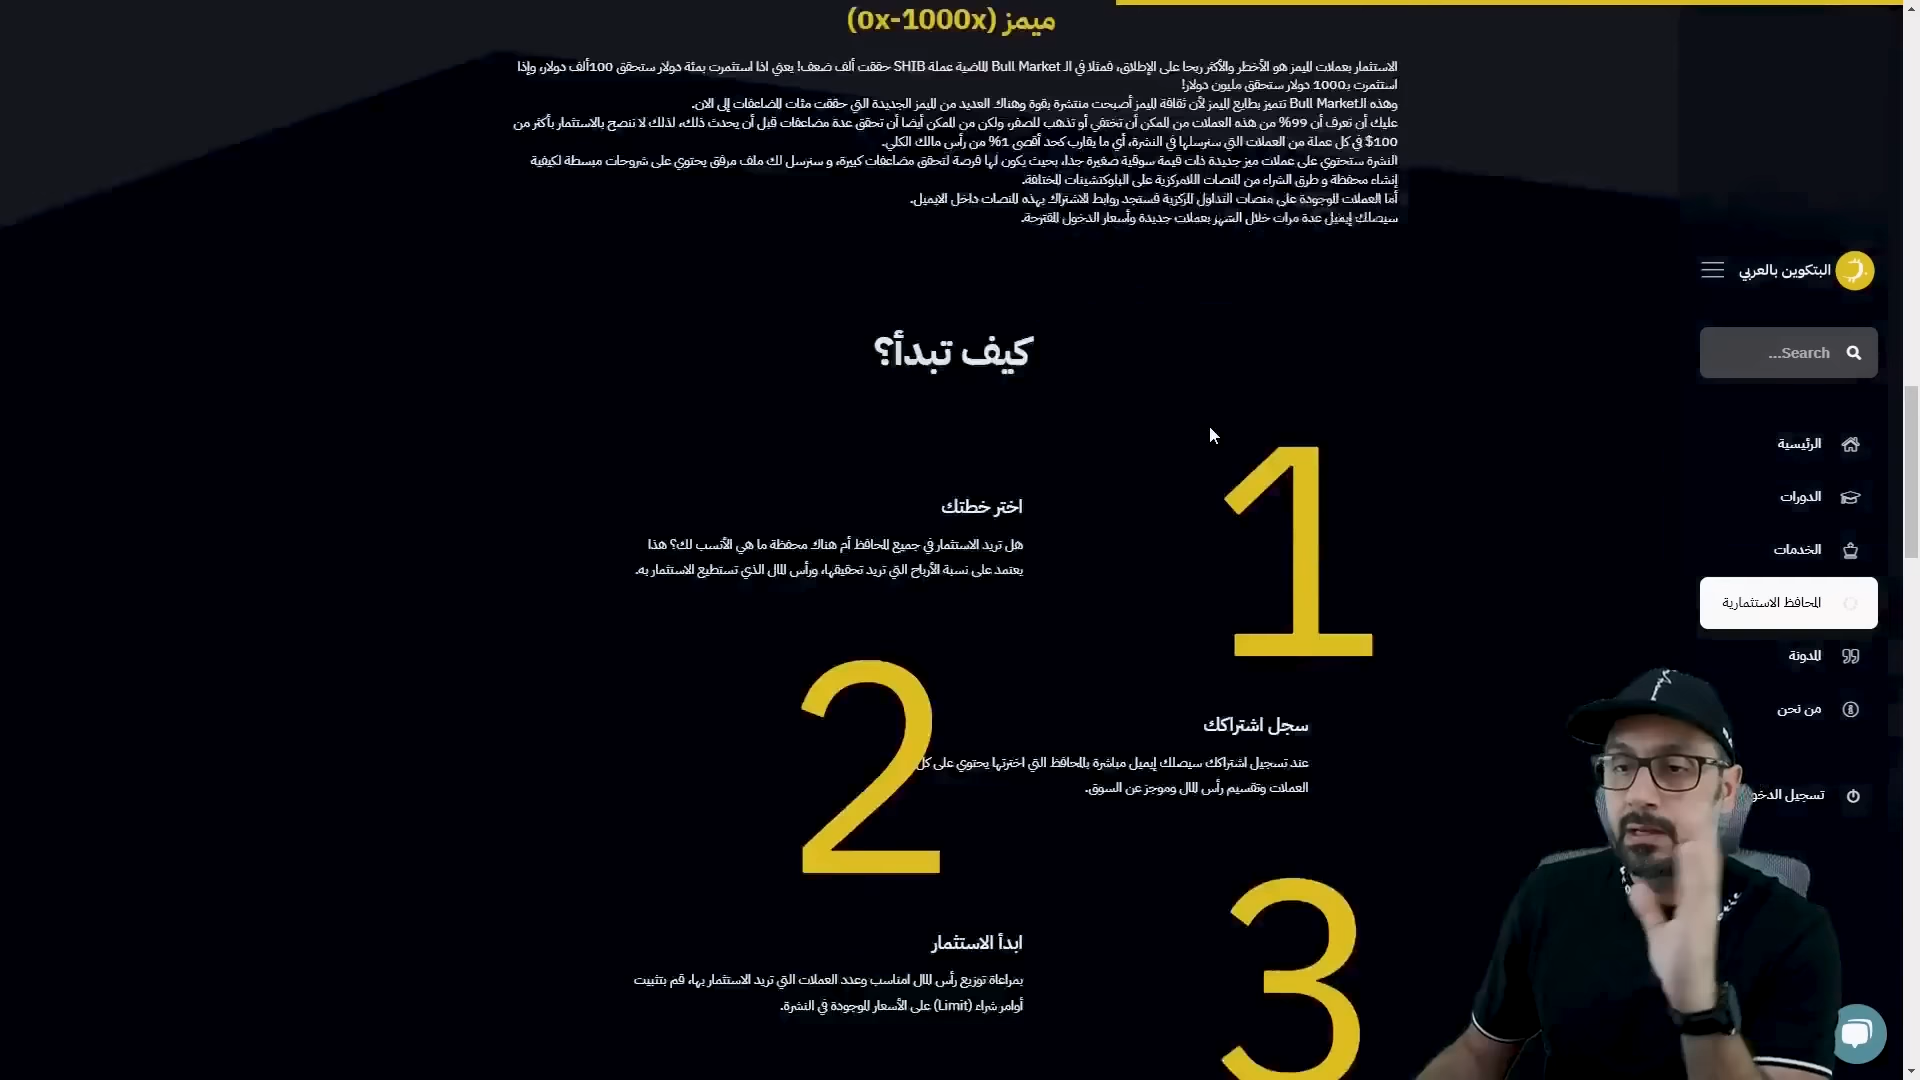 ميمز (0x-1000x)
الاستثمار بعملات الميمز هو الأخطر والأكثر ربحا على الإطلاق، فمثلا في الـ Bull Market الماضية عملة SHIB حققت ألف ضعف! يعني اذا استثمرت بمئة دولار ستحقق 100ألف دولار، وإذا
استثمرت بـ1000 دولار ستحقق مليون دولار!
وهذه الـBull Market تتميز بطابع الميمز لأن ثقافة الميمز أصبحت منتشرة بقوة وهناك العديد من الميمز الجديدة التي حققت مئات المضاعفات إلى الان.
عليك أن تعرف أن 99% من هذه العملات من الممكن أن تختفي أو تذهب للصفر، ولكن من الممكن أيضا أن تحقق عدة مضاعفات قبل أن يحدث ذلك، لذلك لا ننصح بالاستثمار بأكثر من
100$ في كل عملة من العملات التي سنرسلها في النشرة، أي ما يقارب كحد أقصى 1% من رأس مالك الكلي.
النشرة ستحتوي على عملات ميز جديدة ذات قيمة سوقية صغيرة جدا، بحيث يكون لها فرصة لتحقق مضاعفات كبيرة، و سنرسل لك ملف مرفق يحتوي على شروحات مبسطة لكيفية
إنشاء محفظة و طرق الشراء من المنصات اللامركزية على البلوكتشينات المختلفة.
أما العملات الموجودة على منصات التداول المركزية فستجد روابط الاشتراك بهذه المنصات داخل الايميل.
سيصلك إيميل عدة مرات خلال الشهر بعملات جديدة وأسعار الدخول المقترحة.
البتكوين بالعربي
Search...
كيف تبدأ؟
الرئيسية
الدورات
الخدمات
المحافظ الاستثمارية
المدونة
من نحن
تسجيل الدخو
1
اختر خطتك
هل تريد الاستثمار في جميع المحافظ أم هناك محفظة ما هي الأنسب لك؟ هذا
يعتمد على نسبة الأرباح التي تريد تحقيقها، ورأس المال الذي تستطيع الاستثمار به.
2
سجل اشتراكك
عند تسجيل اشتراكك سيصلك إيميل مباشرة بالمحافظ التي اخترتها يحتوي على كل
العملات وتقسيم رأس المال وموجز عن السوق.
3
ابدأ الاستثمار
بمراعاة توزيع رأس المال امناسب وعدد العملات التي تريد الاستثمار بها، قم بتثبيت
أوامر شراء (Limit) على الأسعار الموجودة في النشرة.